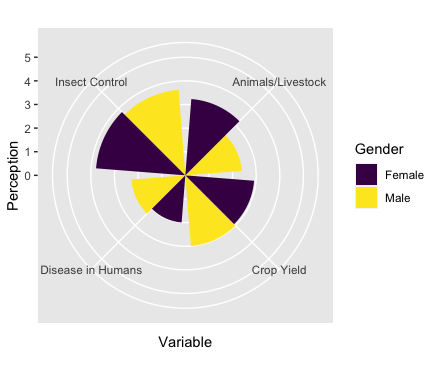 5
4
3
2
1
0
Perception
Insect Control
Animals/Livestock
Disease in Humans
Crop Yield
Variable
Gender
Female
Male